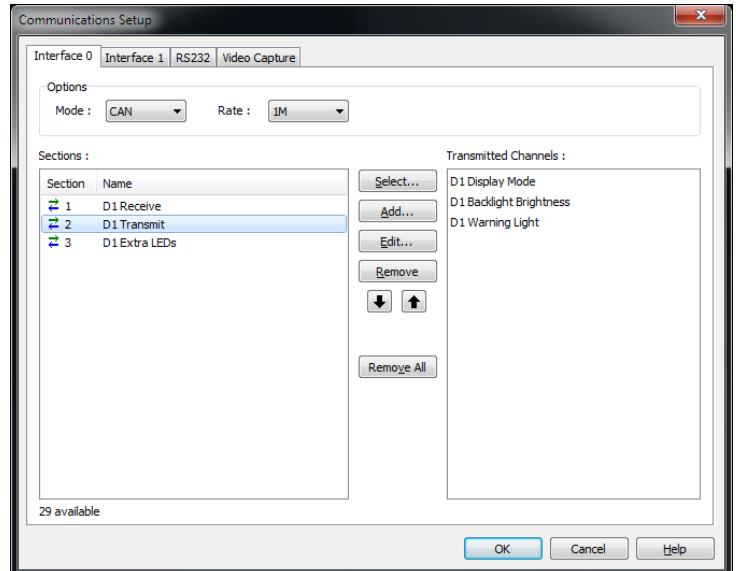 Communications Setup
Interface 0 Interface 1 RS232 Video Capture
Options
Mode : CAN Rate : 1M
Sections :
Section Name
1 D1 Receive
2 D1 Transmit
3 D1 Extra LEDs
29 available
Select...
Add...
Edit...
Remove
Remove All
Transmitted Channels :
D1 Display Mode
D1 Backlight Brightness
D1 Warning Light
OK Cancel Help